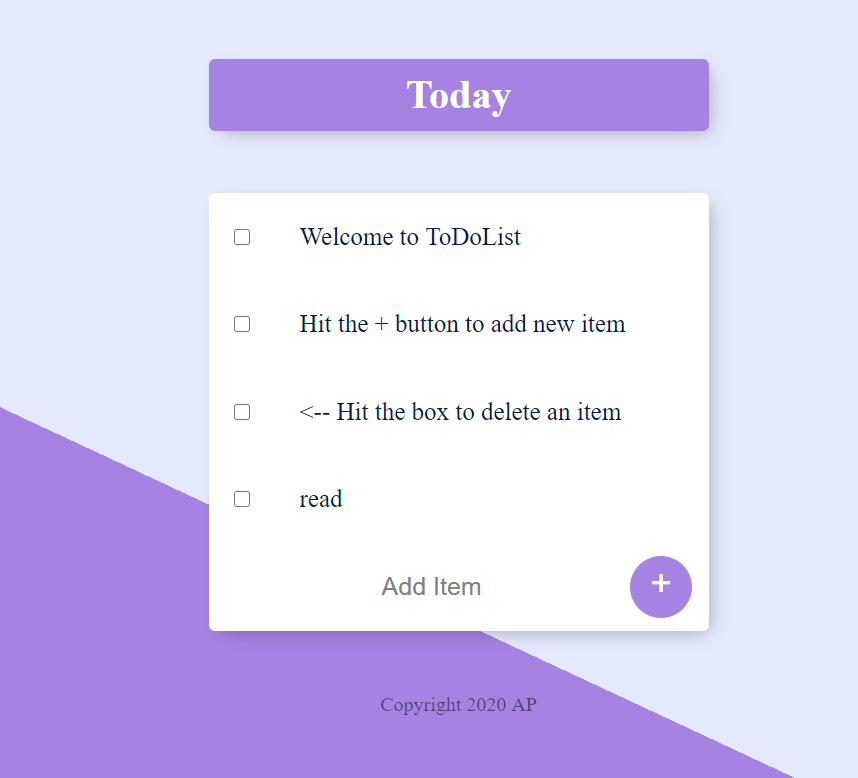 Today
Welcome to ToDoList
Hit the + button to add new item
<-- Hit the box to delete an item
read
Add Item
+
Copyright 2020 AP